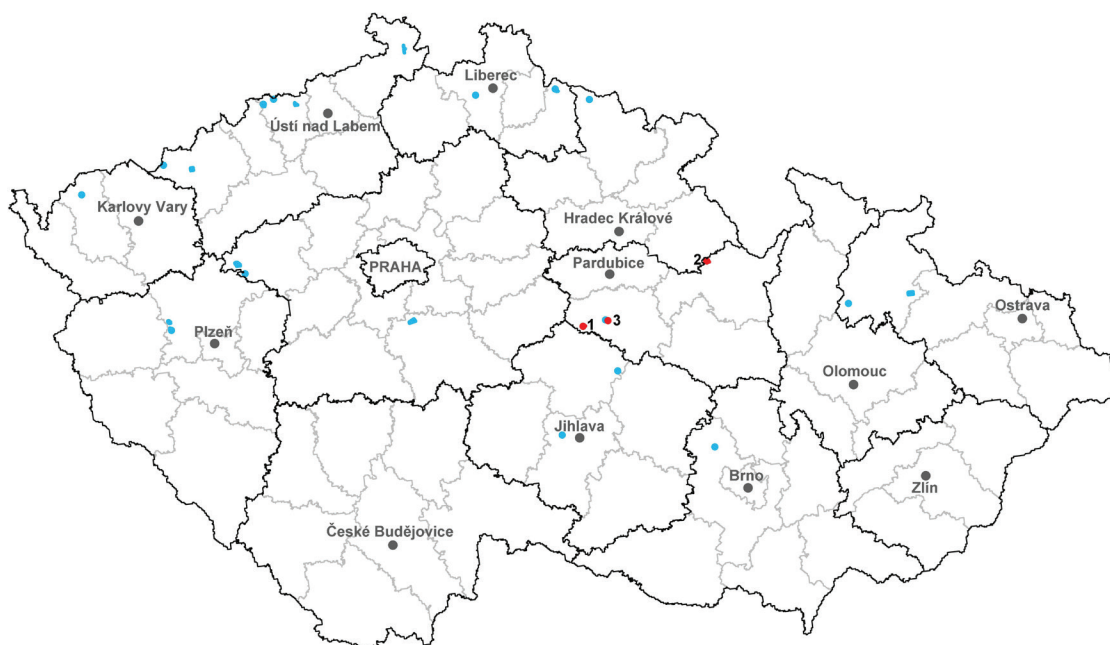 Liberec
Ústí nad Labem
Karlovy Vary
Hradec Králové
PRAHA
Pardubice
2
Ostrava
1
3
Plzeň
Olomouc
Jihlava
Brno
Zlín
České Budějovice